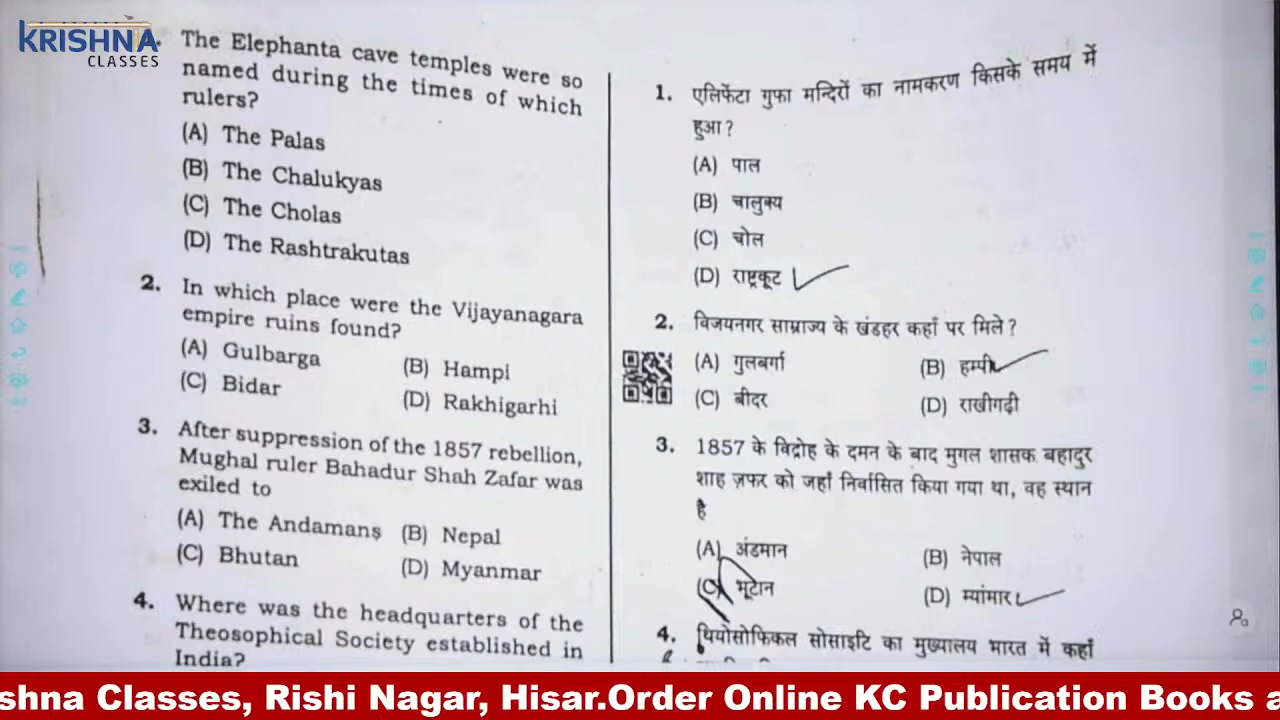 KRISHNA
CLASSES
The Elephanta cave temples were so
named during the times of which
rulers?
(A) The Palas
(B) The Chalukyas
(C) The Cholas
(D) The Rashtrakutas
2. In which place were the Vijayanagara
empire ruins found?
(A) Gulbarga (B) Hampi
(C) Bidar (D) Rakhigarhi
3. After suppression of the 1857 rebellion,
Mughal ruler Bahadur Shah Zafar was
exiled to
(A) The Andamans (B) Nepal
(C) Bhutan (D) Myanmar
4. Where was the headquarters of the
Theosophical Society established in
India?
1. एलिफेंटा गुफा मन्दिरों का नामकरण किसके समय में
हुआ?
(A) पाल
(B) चालुक्य
(C) चोल
(D) राष्ट्रकूट
2. विजयनगर साम्राज्य के खंडहर कहाँ पर मिले?
(A) गुलबर्गा (B) हम्पी
(C) बीदर (D) राखीगढ़ी
3. 1857 के विद्रोह के दमन के बाद मुगल शासक बहादुर
शाह ज़फर को जहाँ निर्वासित किया गया था, वह स्थान
है
(A) अंडमान (B) नेपाल
(C) भूटान (D) म्यांमार
4. थियोसोफिकल सोसाइटि का मुख्यालय भारत में कहाँ
shna Classes, Rishi Nagar, Hisar.Order Online KC Publication Books a